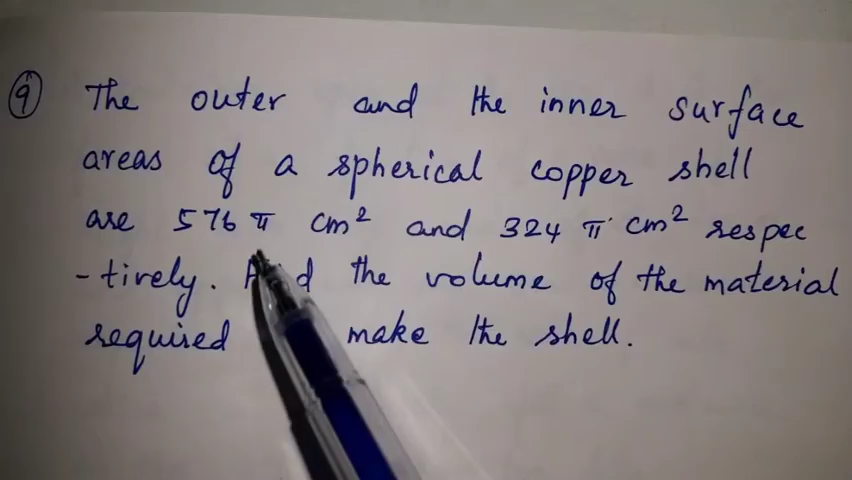 9 The outer and the inner surface
areas of a spherical copper shell
are 576 π cm² and 324 π cm² respec
-tively. the volume of the material
required make the shell.